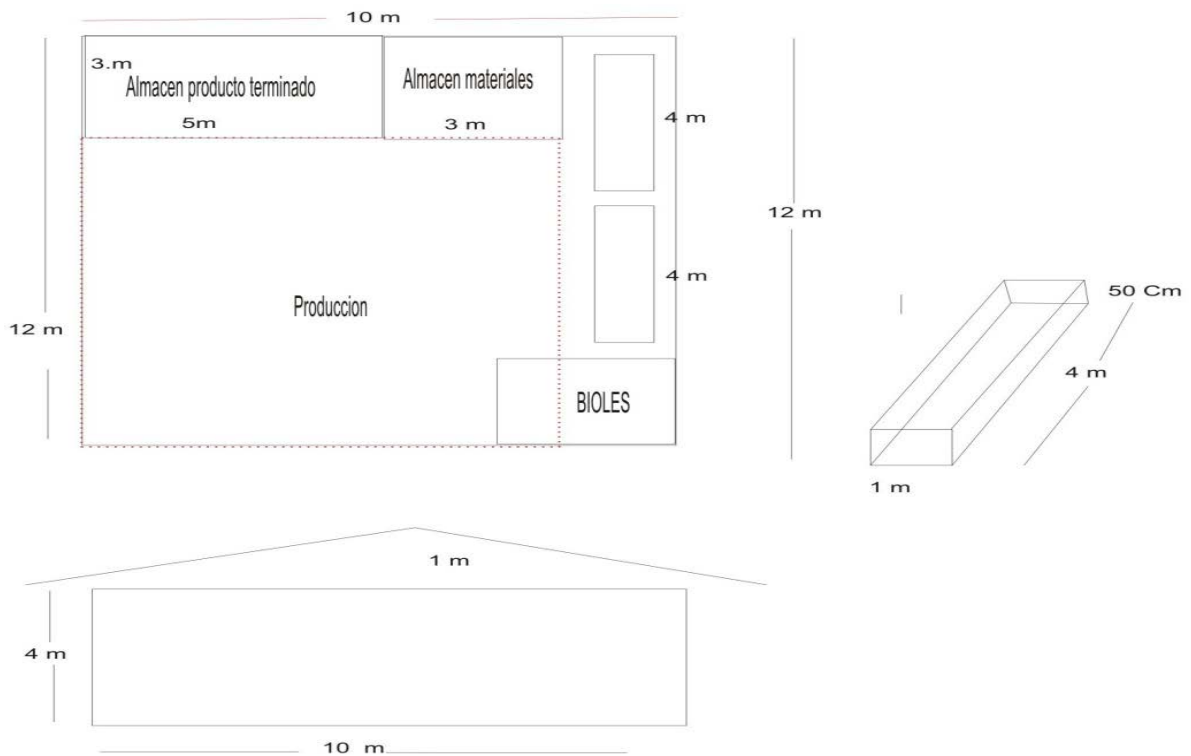 10 m
3.m
Almacen producto terminado
5m
Almacen materiales
3 m
4 m
12 m
4 m
Produccion
12 m
BIOLES
50 Cm
4 m
1 m
1 m
4 m
10 m